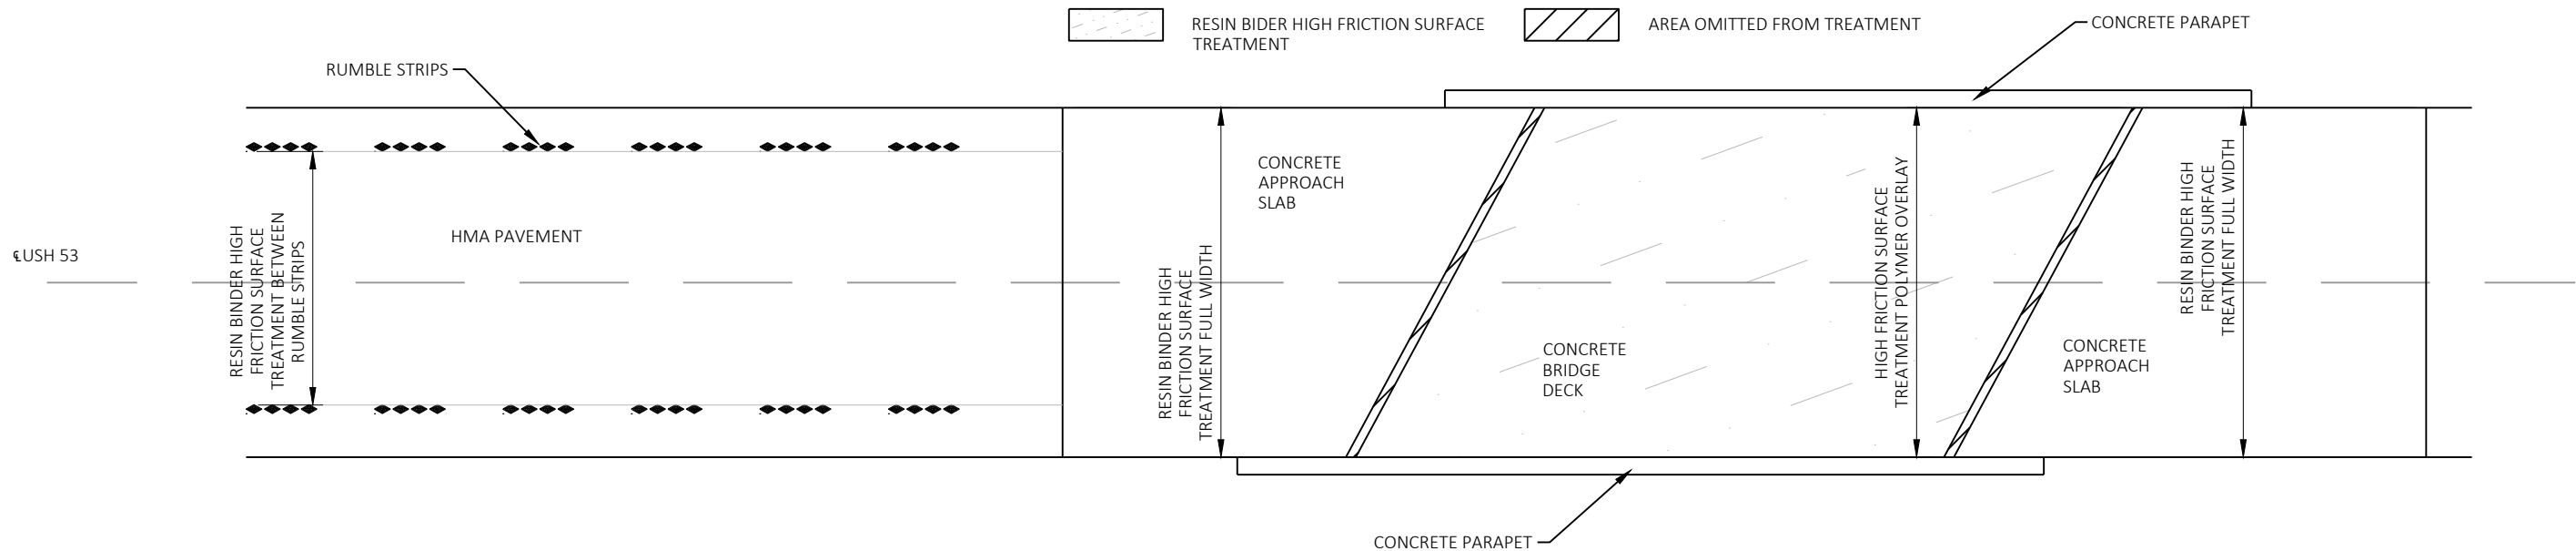 RESIN BIDER HIGH FRICTION SURFACE
TREATMENT
AREA OMITTED FROM TREATMENT
CONCRETE PARAPET
RUMBLE STRIPS
CONCRETE
APPROACH
SLAB
HMA PAVEMENT
℄USH 53
RESIN BINDER HIGH
FRICTION SURFACE
TREATMENT BETWEEN
RUMBLE STRIPS
RESIN BINDER HIGH
FRICTION SURFACE
TREATMENT FULL WIDTH
CONCRETE
BRIDGE
DECK
HIGH FRICTION SURFACE
TREATMENT POLYMER OVERLAY
CONCRETE
APPROACH
SLAB
RESIN BINDER HIGH
FRICTION SURFACE
TREATMENT FULL WIDTH
CONCRETE PARAPET